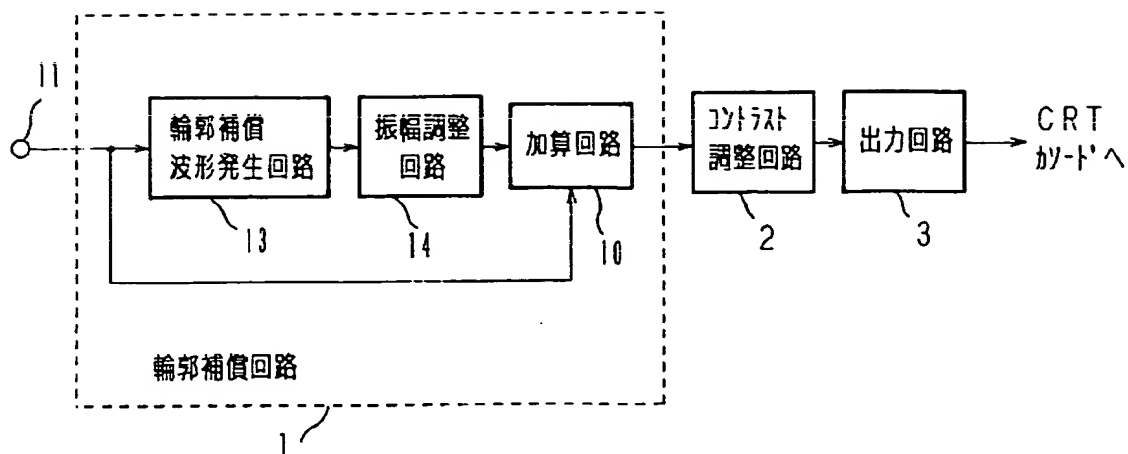 11
輪郭補償
波形発生回路
13
振幅調整
回路
14
加算回路
10
コントラスト
調整回路
2
出力回路
3
CRT
カソードへ
輪郭補償回路
1